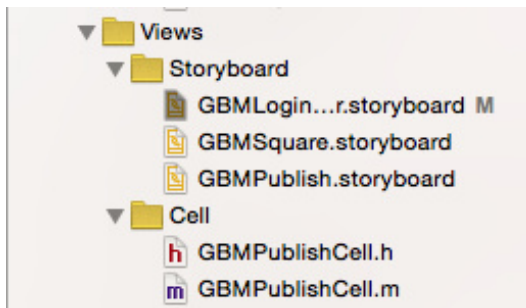 Views
Storyboard
GBMLogin...r.storyboard M
GBMSquare.storyboard
GBMPublish.storyboard
Cell
h GBMPublishCell.h
m GBMPublishCell.m